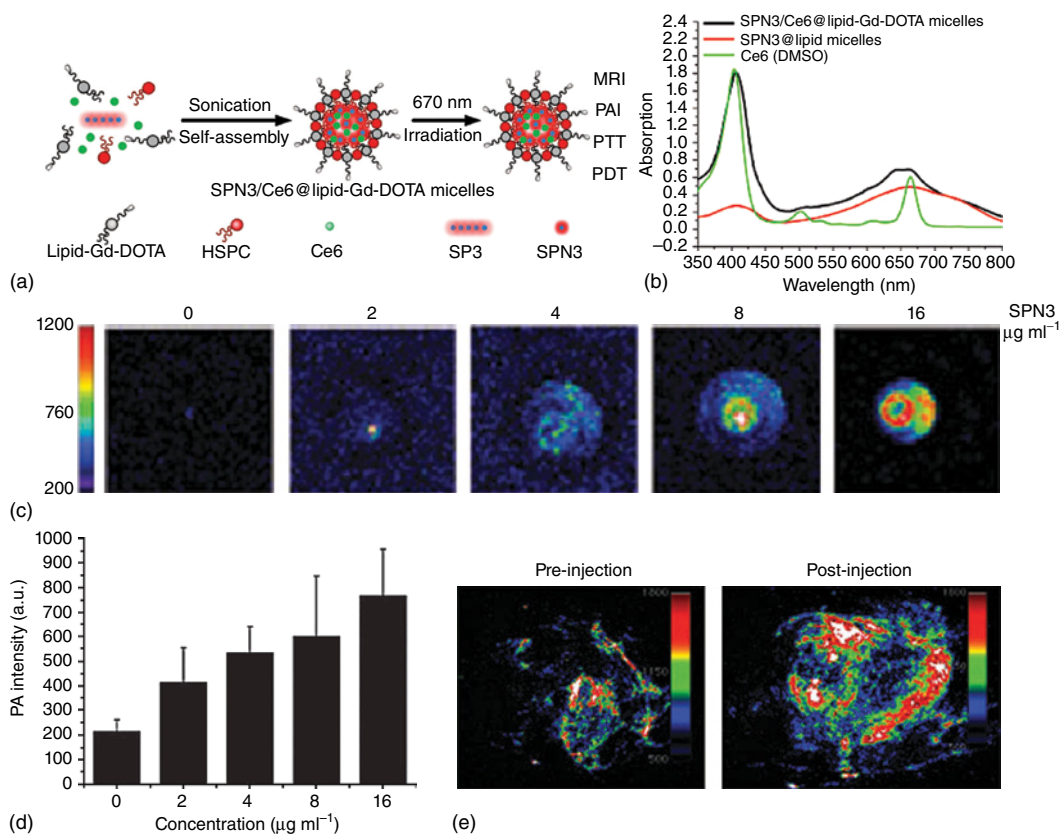 Sonication
Self-assembly
670 nm
Irradiation
MRI
PAI
PTT
PDT
SPN3/Ce6@lipid-Gd-DOTA micelles
Lipid-Gd-DOTA
HSPC
Ce6
SP3
SPN3
(a)
SPN3/Ce6@lipid-Gd-DOTA micelles
SPN3@lipid micelles
Ce6 (DMSO)
Absorption
2.4
2.2
2.0
1.8
1.6
1.4
1.2
1.0
0.8
0.6
0.4
0.2
0.0
−0.2
350 400 450 500 550 600 650 700 750 800
Wavelength (nm)
(b)
0 2 4 8 16 SPN3
μg ml⁻¹
1200
760
200
(c)
PA intensity (a.u.)
1000
900
800
700
600
500
400
300
200
100
0
0 2 4 8 16
Concentration (μg ml⁻¹)
(d)
Pre-injection
Post-injection
1150
500
(e)